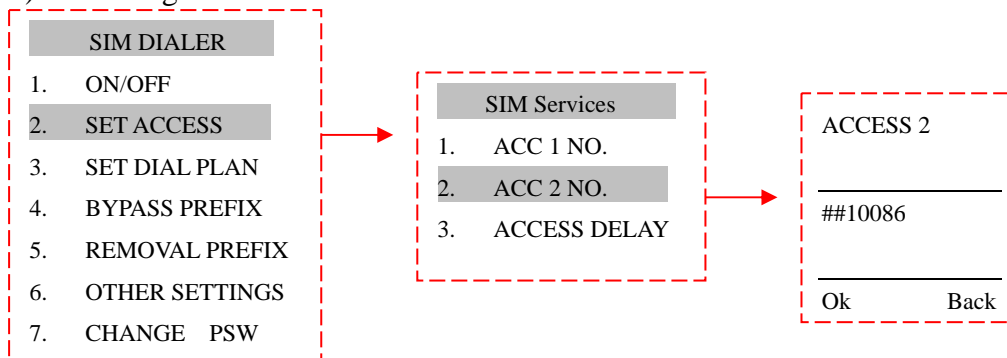 SIM DIALER
1. ON/OFF
2. SET ACCESS
3. SET DIAL PLAN
4. BYPASS PREFIX
5. REMOVAL PREFIX
6. OTHER SETTINGS
7. CHANGE PSW
SIM Services
1. ACC 1 NO.
2. ACC 2 NO.
3. ACCESS DELAY
ACCESS 2
##10086
Ok Back